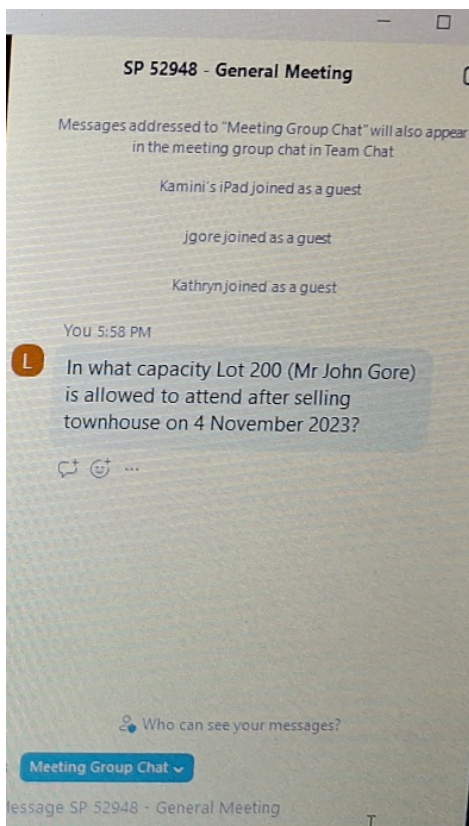 SP 52948 - General Meeting
Messages addressed to "Meeting Group Chat" will also appear
in the meeting group chat in Team Chat
Kamini's iPad joined as a guest
jgore joined as a guest
Kathryn joined as a guest
You 5:58 PM
L
In what capacity Lot 200 (Mr John Gore)
is allowed to attend after selling
townhouse on 4 November 2023?
Who can see your messages?
Meeting Group Chat
essage SP 52948 - General Meeting